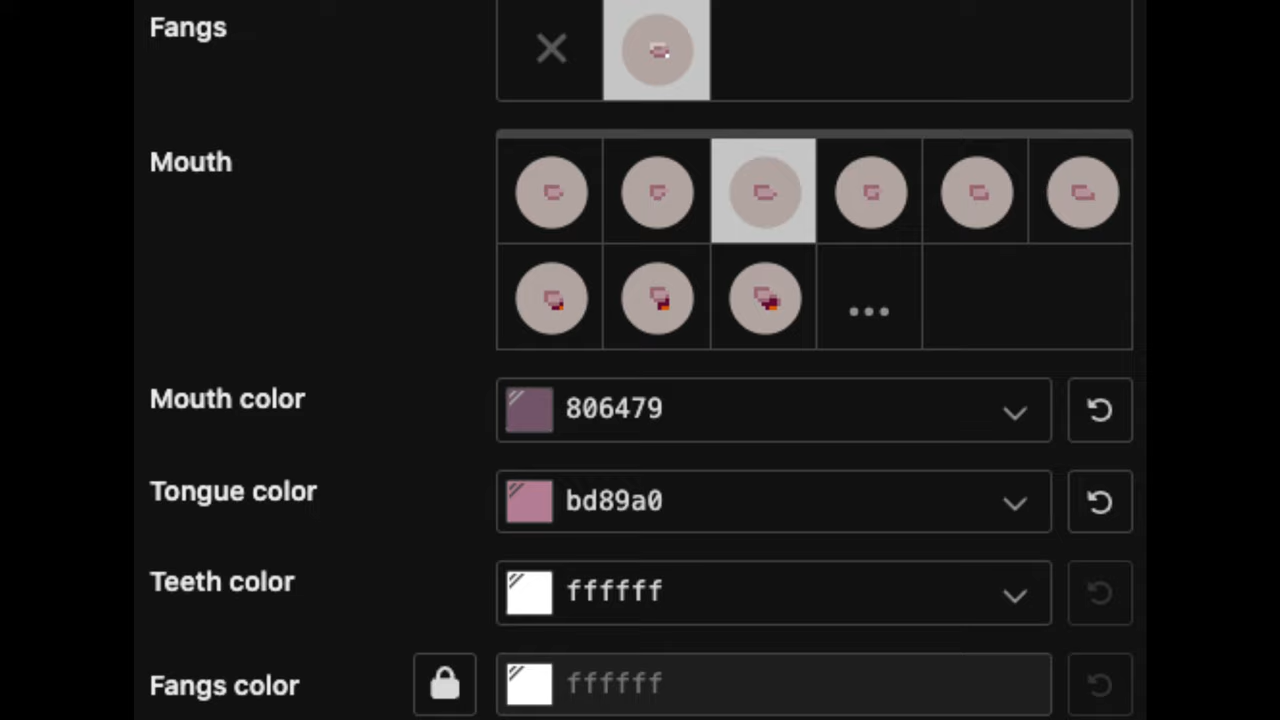 Fangs
Mouth
Mouth color
806479
Tongue color
bd89a0
Teeth color
ffffff
Fangs color
ffffff